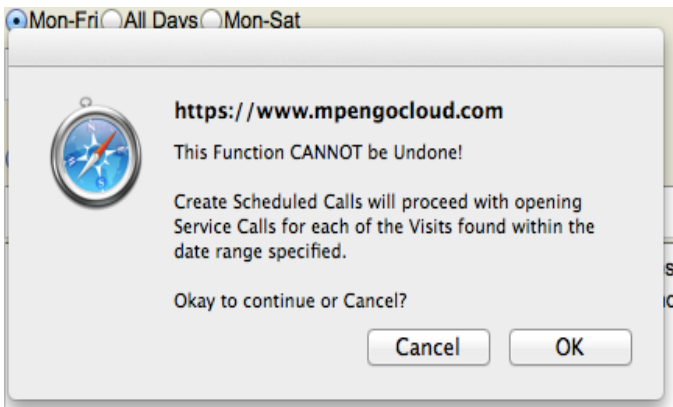 Mon-Fri All Days Mon-Sat
https://www.mpengocloud.com
This Function CANNOT be Undone!
Create Scheduled Calls will proceed with opening
Service Calls for each of the Visits found within the
date range specified.
Okay to continue or Cancel?
Cancel OK